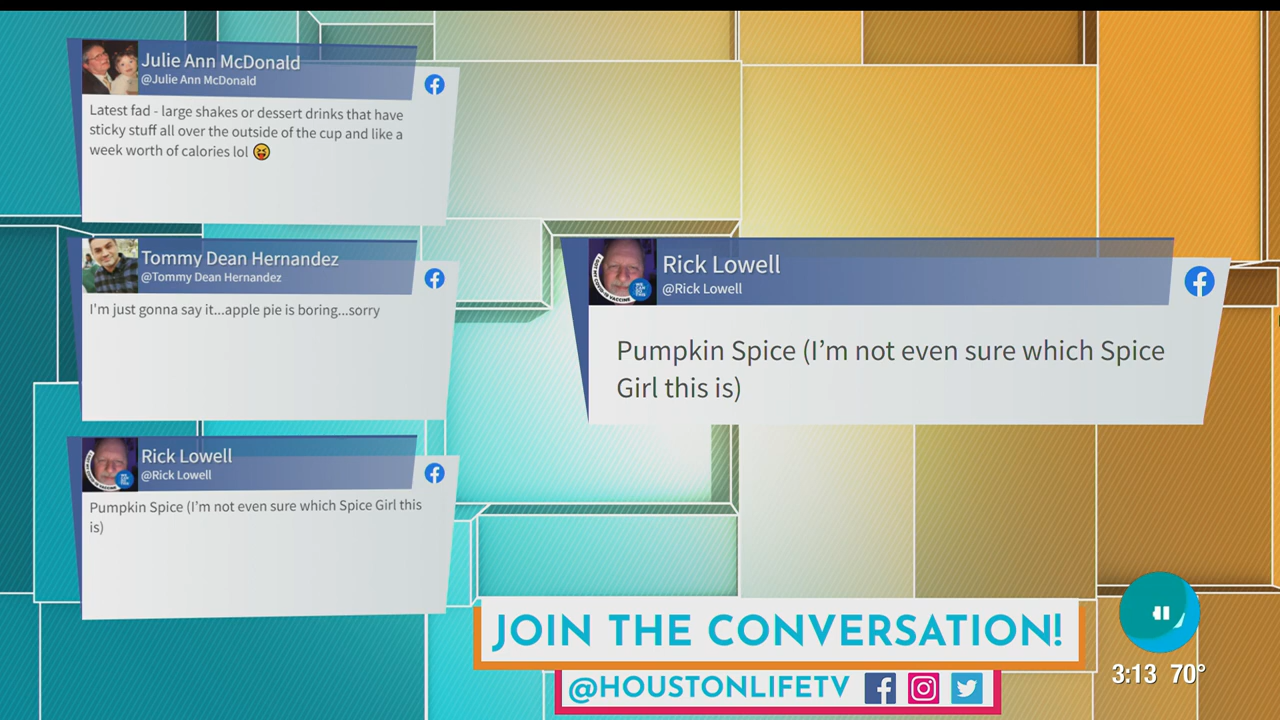 Julie Ann McDonald
@Julie Ann McDonald
Latest fad - large shakes or dessert drinks that have
sticky stuff all over the outside of the cup and like a
week worth of calories lol 😝
Tommy Dean Hernandez
@Tommy Dean Hernandez
I'm just gonna say it...apple pie is boring...sorry
Rick Lowell
@Rick Lowell
Pumpkin Spice (I’m not even sure which Spice Girl this
is)
Rick Lowell
@Rick Lowell
Pumpkin Spice (I’m not even sure which Spice
Girl this is)
JOIN THE CONVERSATION!
@HOUSTONLIFETV
3:13 70°